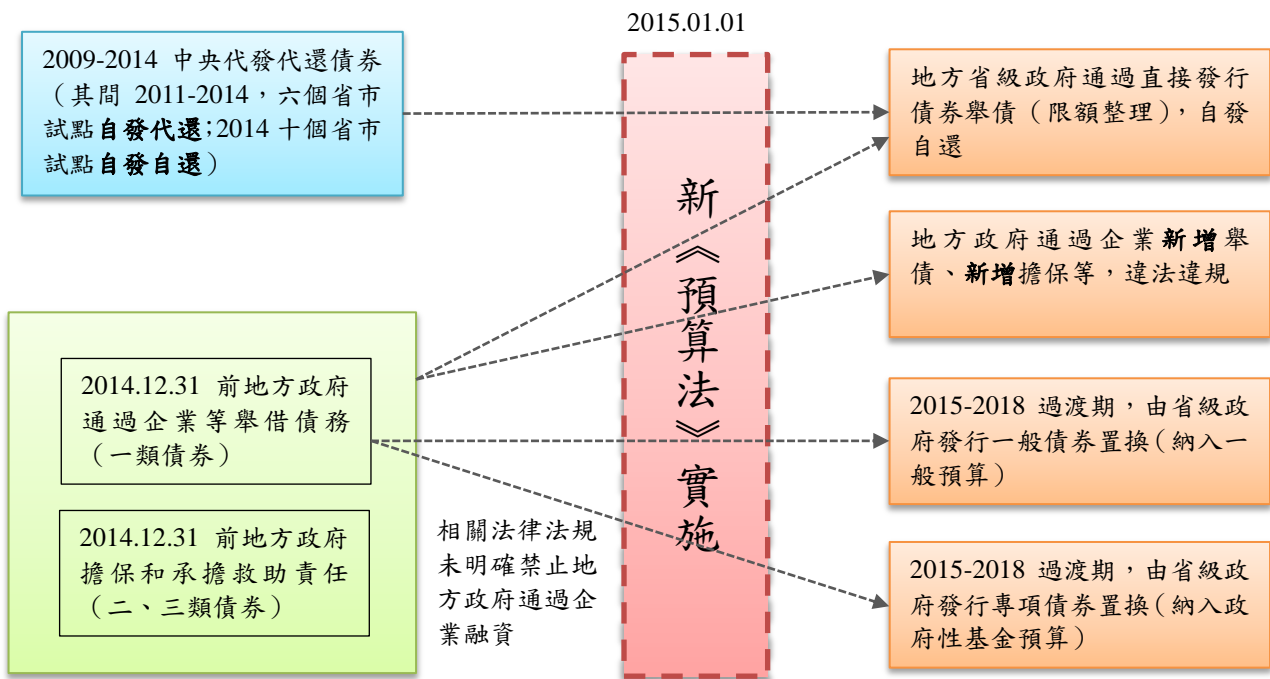 2015.01.01
2009-2014 中央代發代還債券
（其間 2011-2014，六個省市
試點自發代還；2014 十個省市
試點自發自還）
2014.12.31 前地方政府
通過企業等舉借債務
（一類債券）
2014.12.31 前地方政府
擔保和承擔救助責任
（二、三類債券）
相關法律法規
未明確禁止地
方政府通過企
業融資
新《預算法》實施
地方省級政府通過直接發行
債券舉債（限額整理），自發
自還
地方政府通過企業新增舉
債、新增擔保等，違法違規
2015-2018 過渡期，由省級政
府發行一般債券置換（納入一
般預算）
2015-2018 過渡期，由省級政
府發行專項債券置換（納入政
府性基金預算）